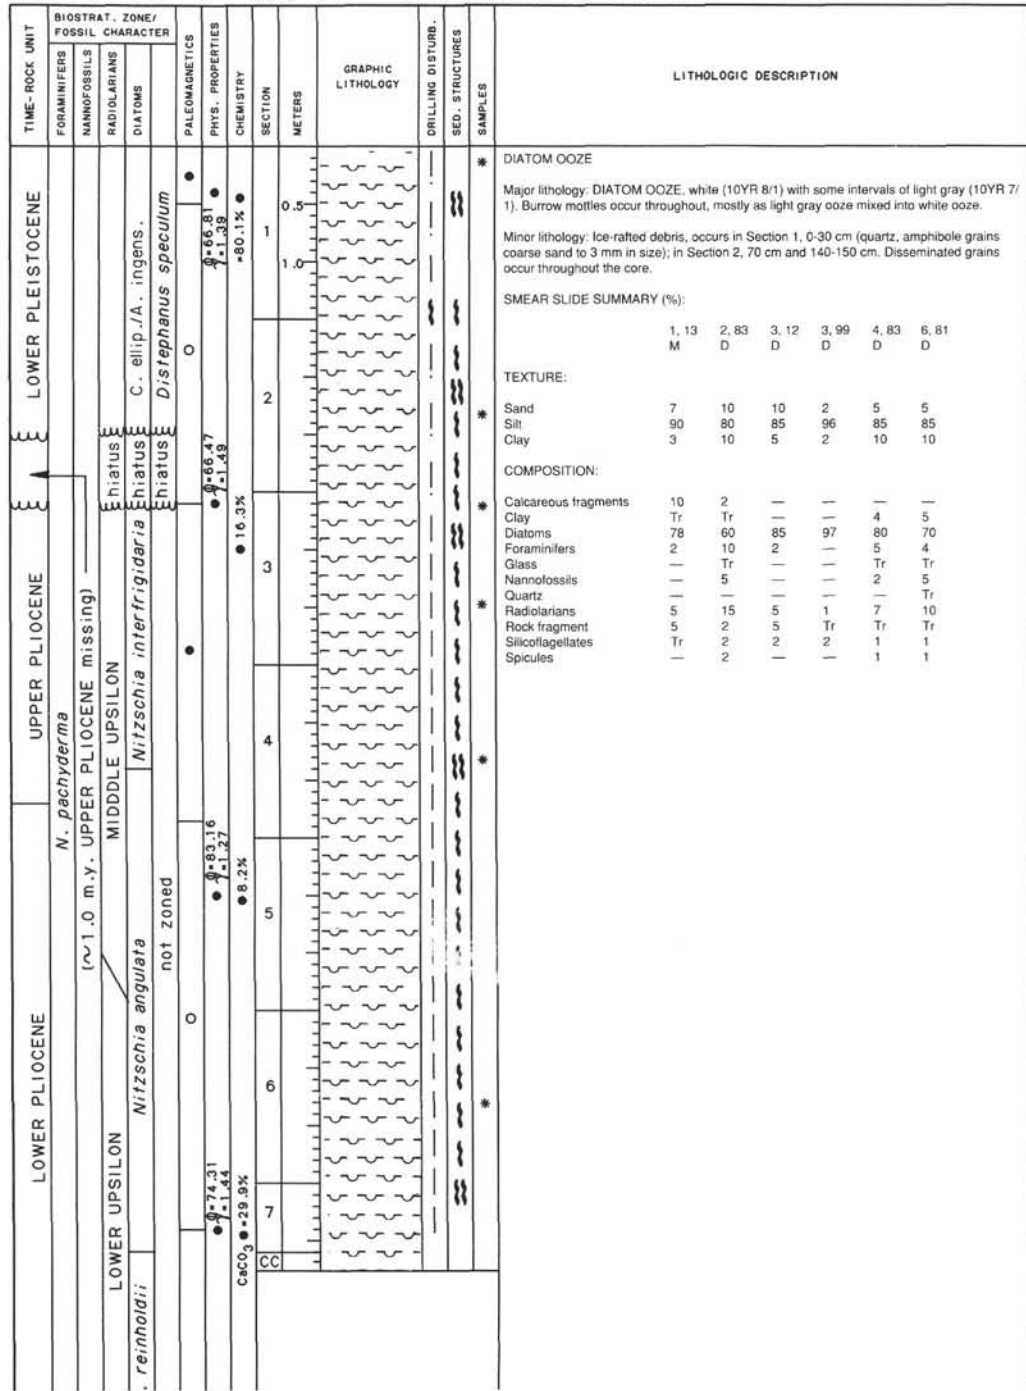 TIME-ROCK UNIT
BIOSTRAT. ZONE/
FOSSIL CHARACTER
FORAMINIFERS
NANNOFOSSILS
RADIOLARIANS
DIATOMS
PALEOMAGNETICS
PHYS. PROPERTIES
CHEMISTRY
SECTION
METERS
GRAPHIC
LITHOLOGY
DRILLING DISTURB.
SED. STRUCTURES
SAMPLES
LITHOLOGIC DESCRIPTION
LOWER PLEISTOCENE
UPPER PLIOCENE
LOWER PLIOCENE
N. pachyderma
(~1.0 m.y. UPPER PLIOCENE missing)
hiatus
MIDDDLE UPSILON
LOWER UPSILON
C. ellip./A. ingens.
hiatus
Nitzschia interfrigidaria
Nitzschia angulata
. reinholdii
Distephanus speculum
hiatus
not zoned
φ=66.81
γ=1.39
φ=66.47
γ=1.49
φ=83.16
γ=1.27
φ=74.31
γ=1.44
=80.1%
16.3%
=8.2%
CaCO3 =29.9%
1
2
3
4
5
6
7
CC
0.5
1.0
DIATOM OOZE
Major lithology: DIATOM OOZE, white (10YR 8/1) with some intervals of light gray (10YR 7/
1). Burrow mottles occur throughout, mostly as light gray ooze mixed into white ooze.
Minor lithology: Ice-rafted debris, occurs in Section 1, 0-30 cm (quartz, amphibole grains
coarse sand to 3 mm in size); in Section 2, 70 cm and 140-150 cm. Disseminated grains
occur throughout the core.
SMEAR SLIDE SUMMARY (%):
1, 13 2, 83 3, 12 3, 99 4, 83 6, 81
M D D D D D
TEXTURE:
Sand 7 10 10 2 5 5
Silt 90 80 85 96 85 85
Clay 3 10 5 2 10 10
COMPOSITION:
Calcareous fragments 10 2 — — — —
Clay Tr Tr — — 4 5
Diatoms 78 60 85 97 80 70
Foraminifers 2 10 2 — 5 4
Glass — Tr — — Tr Tr
Nannofossils — 5 — — 2 5
Quartz — — — — — Tr
Radiolarians 5 15 5 1 7 10
Rock fragment 5 2 5 Tr Tr Tr
Silicoflagellates Tr 2 2 2 1 1
Spicules — 2 — — 1 1